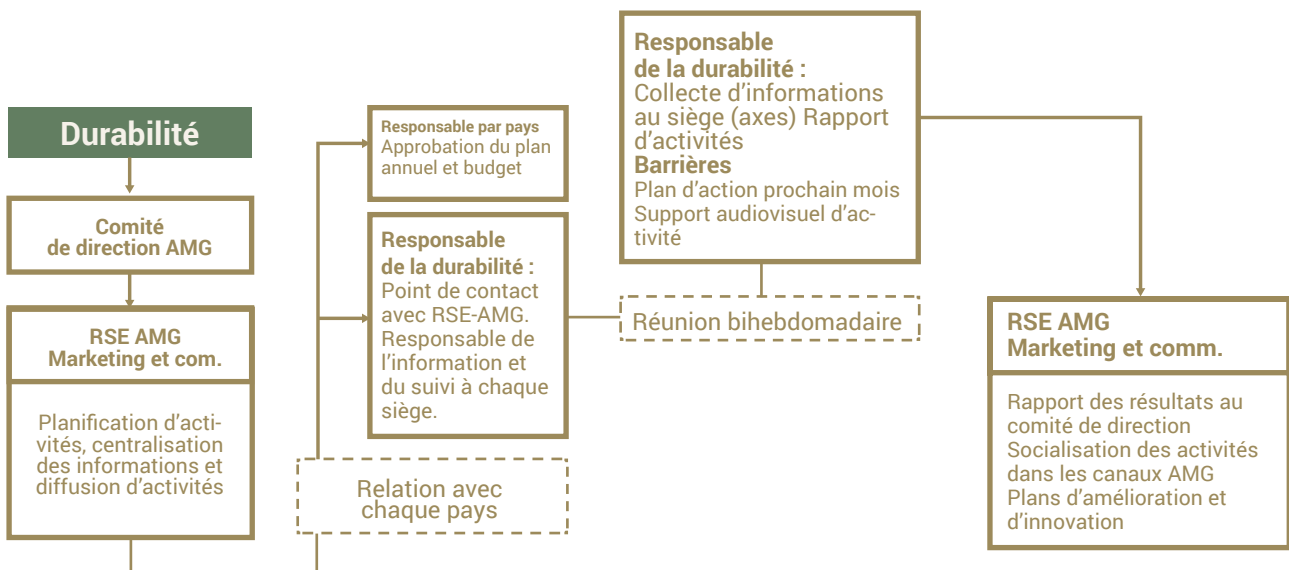 Durabilité
Comité
de direction AMG
RSE AMG
Marketing et com.
Planification d'acti-
vités, centralisation
des informations et
diffusion d'activités
Responsable par pays
Approbation du plan
annuel et budget
Responsable
de la durabilité :
Point de contact
avec RSE-AMG.
Responsable de
l'information et
du suivi à chaque
siège.
Relation avec
chaque pays
Réunion bihebdomadaire
Responsable
de la durabilité :
Collecte d'informations
au siège (axes) Rapport
d'activités
Barrières
Plan d'action prochain mois
Support audiovisuel d'ac-
tivité
RSE AMG
Marketing et comm.
Rapport des résultats au
comité de direction
Socialisation des activités
dans les canaux AMG
Plans d'amélioration et
d'innovation